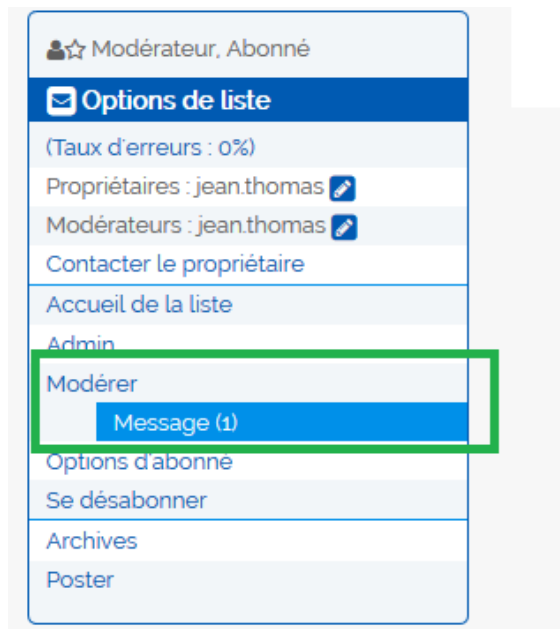 Modérateur, Abonné
Options de liste
(Taux d'erreurs : 0%)
Propriétaires : jean.thomas
Modérateurs : jean.thomas
Contacter le propriétaire
Accueil de la liste
Admin
Modérer
Message (1)
Options d'abonné
Se désabonner
Archives
Poster